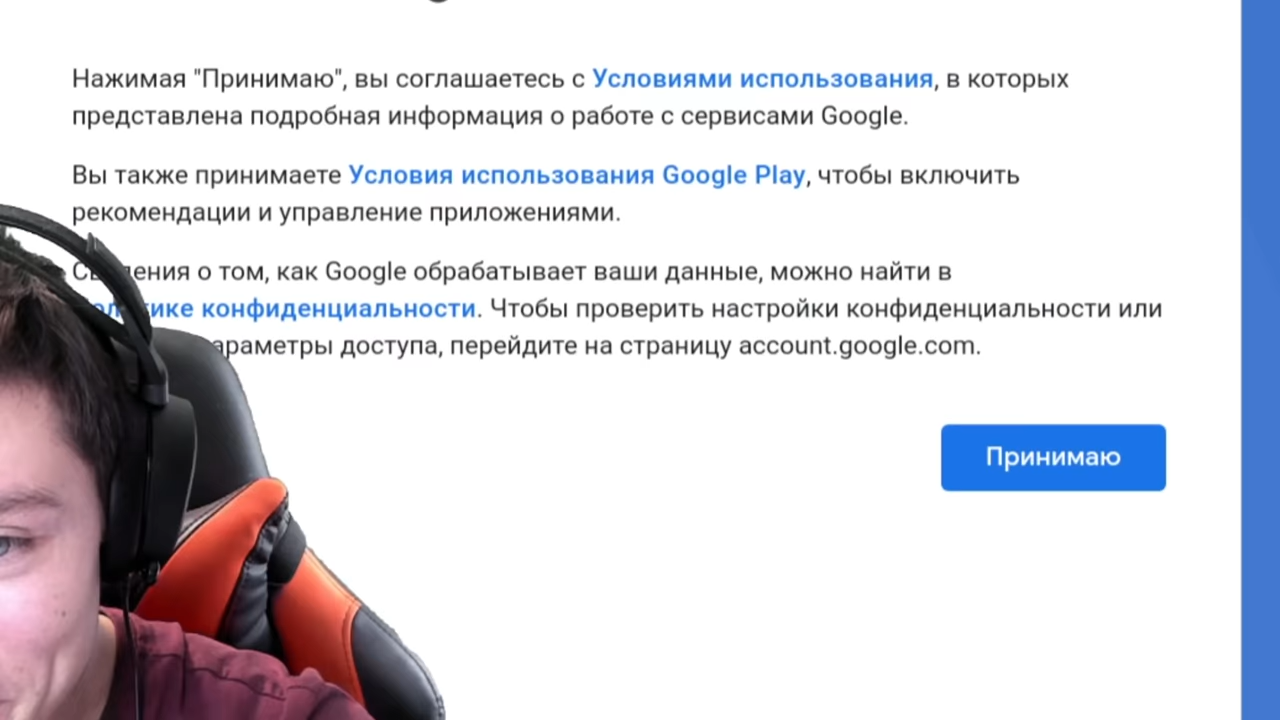 Нажимая "Принимаю", вы соглашаетесь с Условиями использования, в которых
представлена подробная информация о работе с сервисами Google.
Вы также принимаете Условия использования Google Play, чтобы включить
рекомендации и управление приложениями.
о том, как Google обрабатывает ваши данные, можно найти в
конфиденциальности. Чтобы проверить настройки конфиденциальности или
доступа, перейдите на страницу account.google.com.
Принимаю